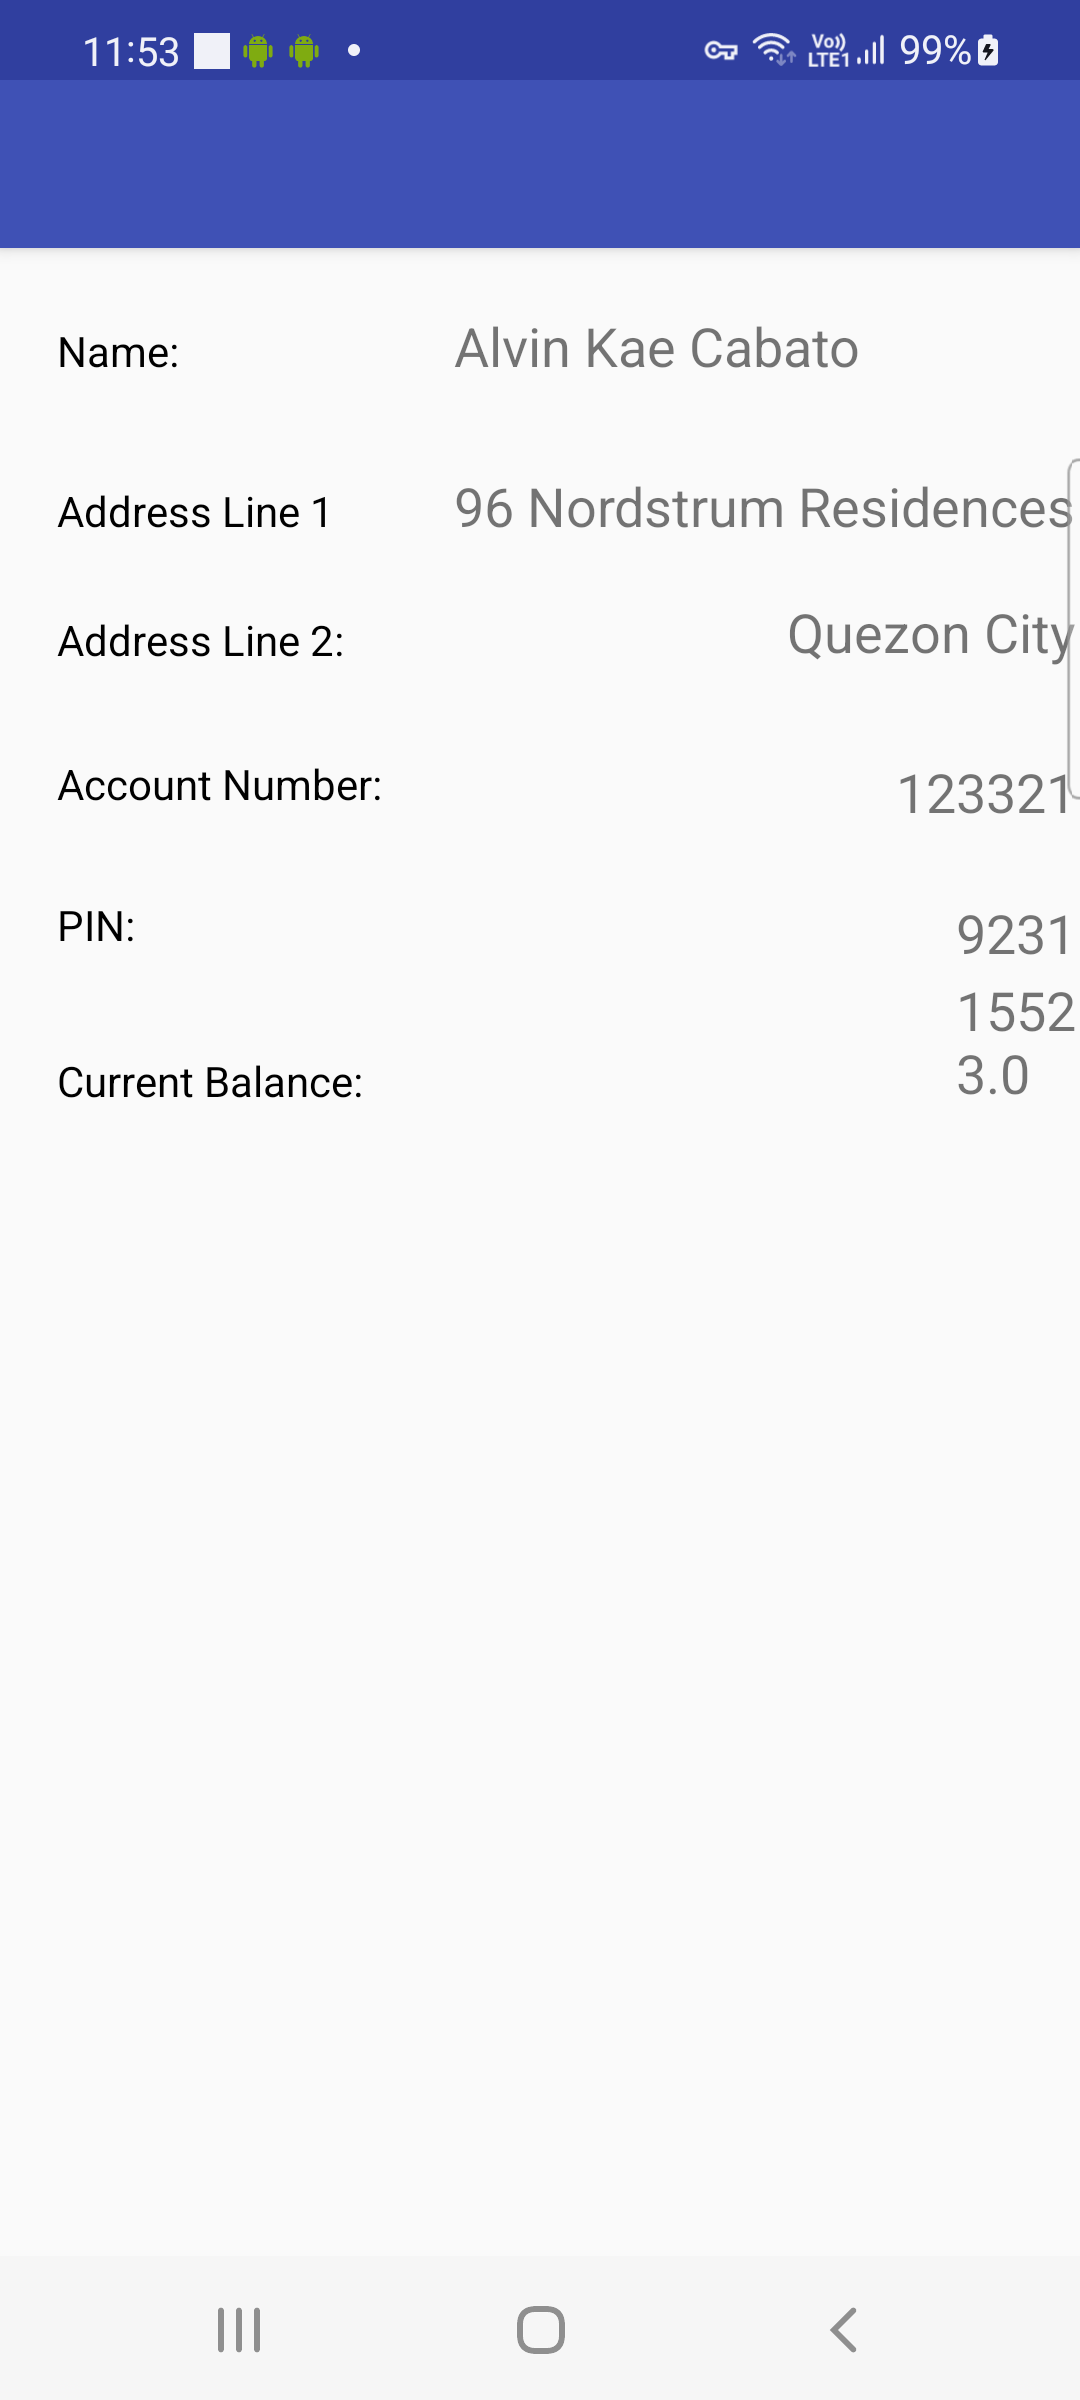 11:53 Vo)) LTE1 99%
Name: Alvin Kae Cabato
Address Line 1 96 Nordstrum Residences
Address Line 2: Quezon City
Account Number: 123321
PIN: 9231
1552
Current Balance: 3.0